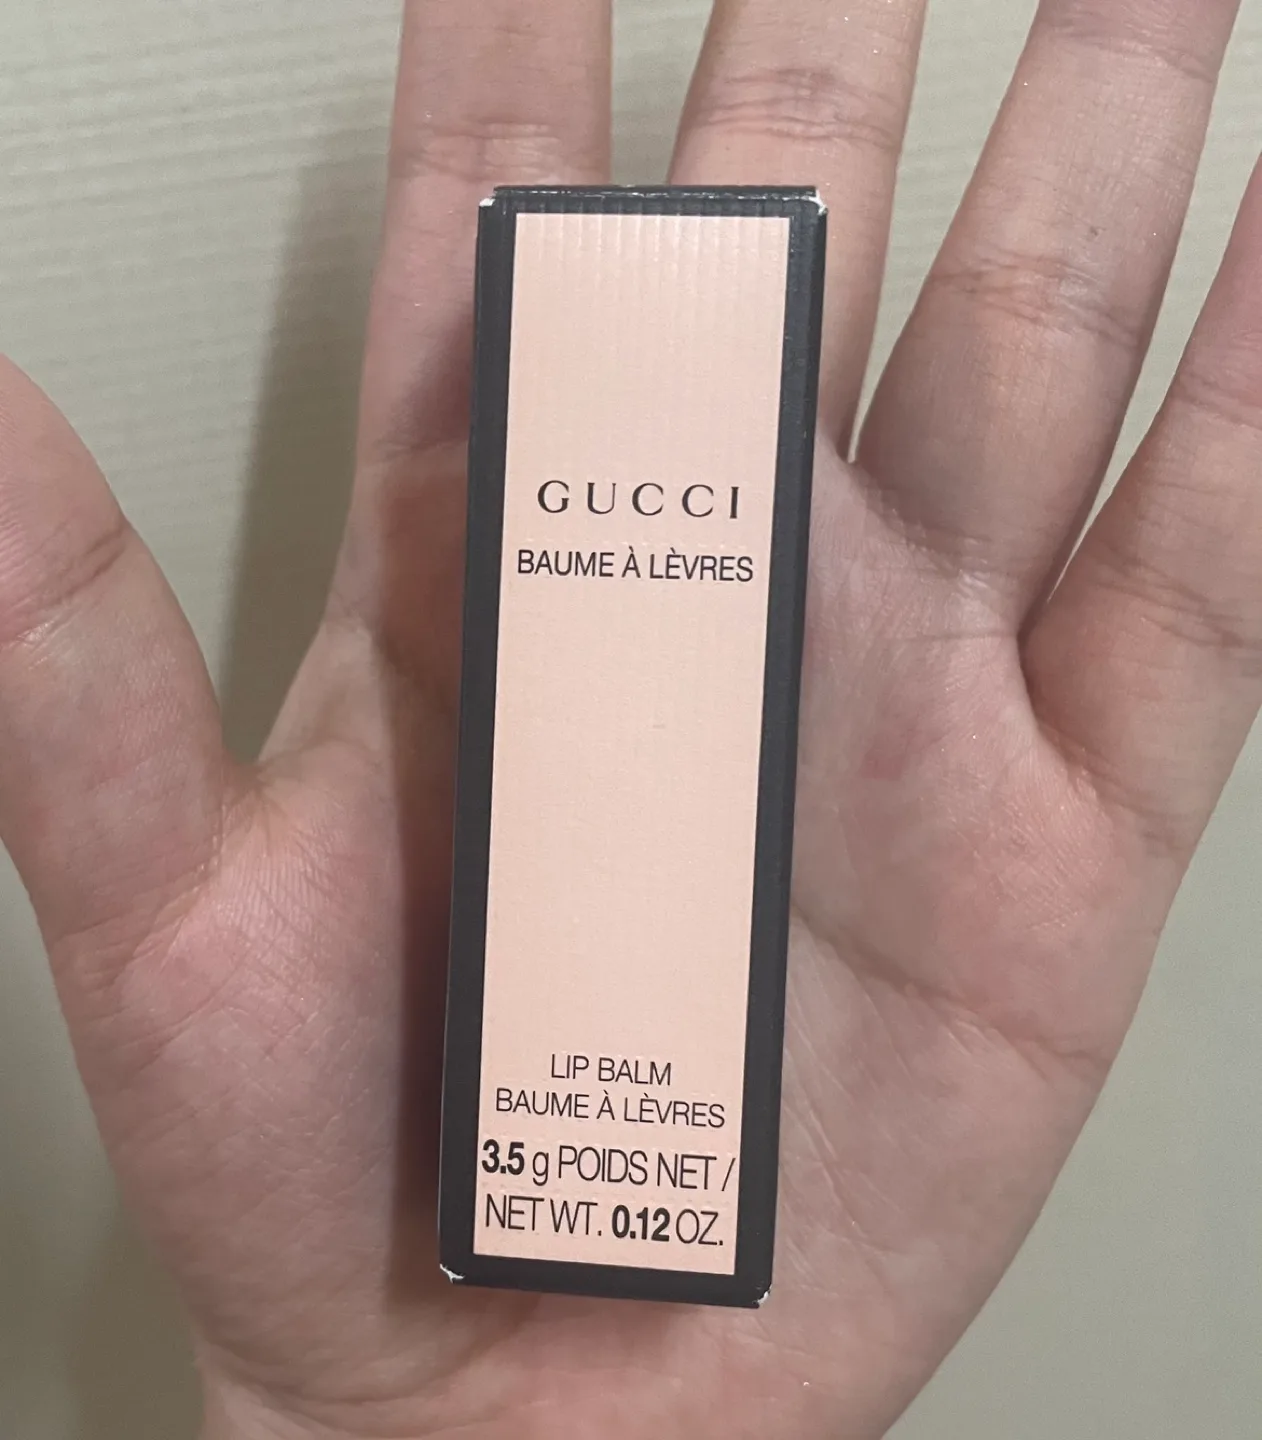 GUCCI
BAUME À LÈVRES
LIP BALM
BAUME À LÈVRES
3.5 g POIDS NET /
NET WT. 0.12 OZ.